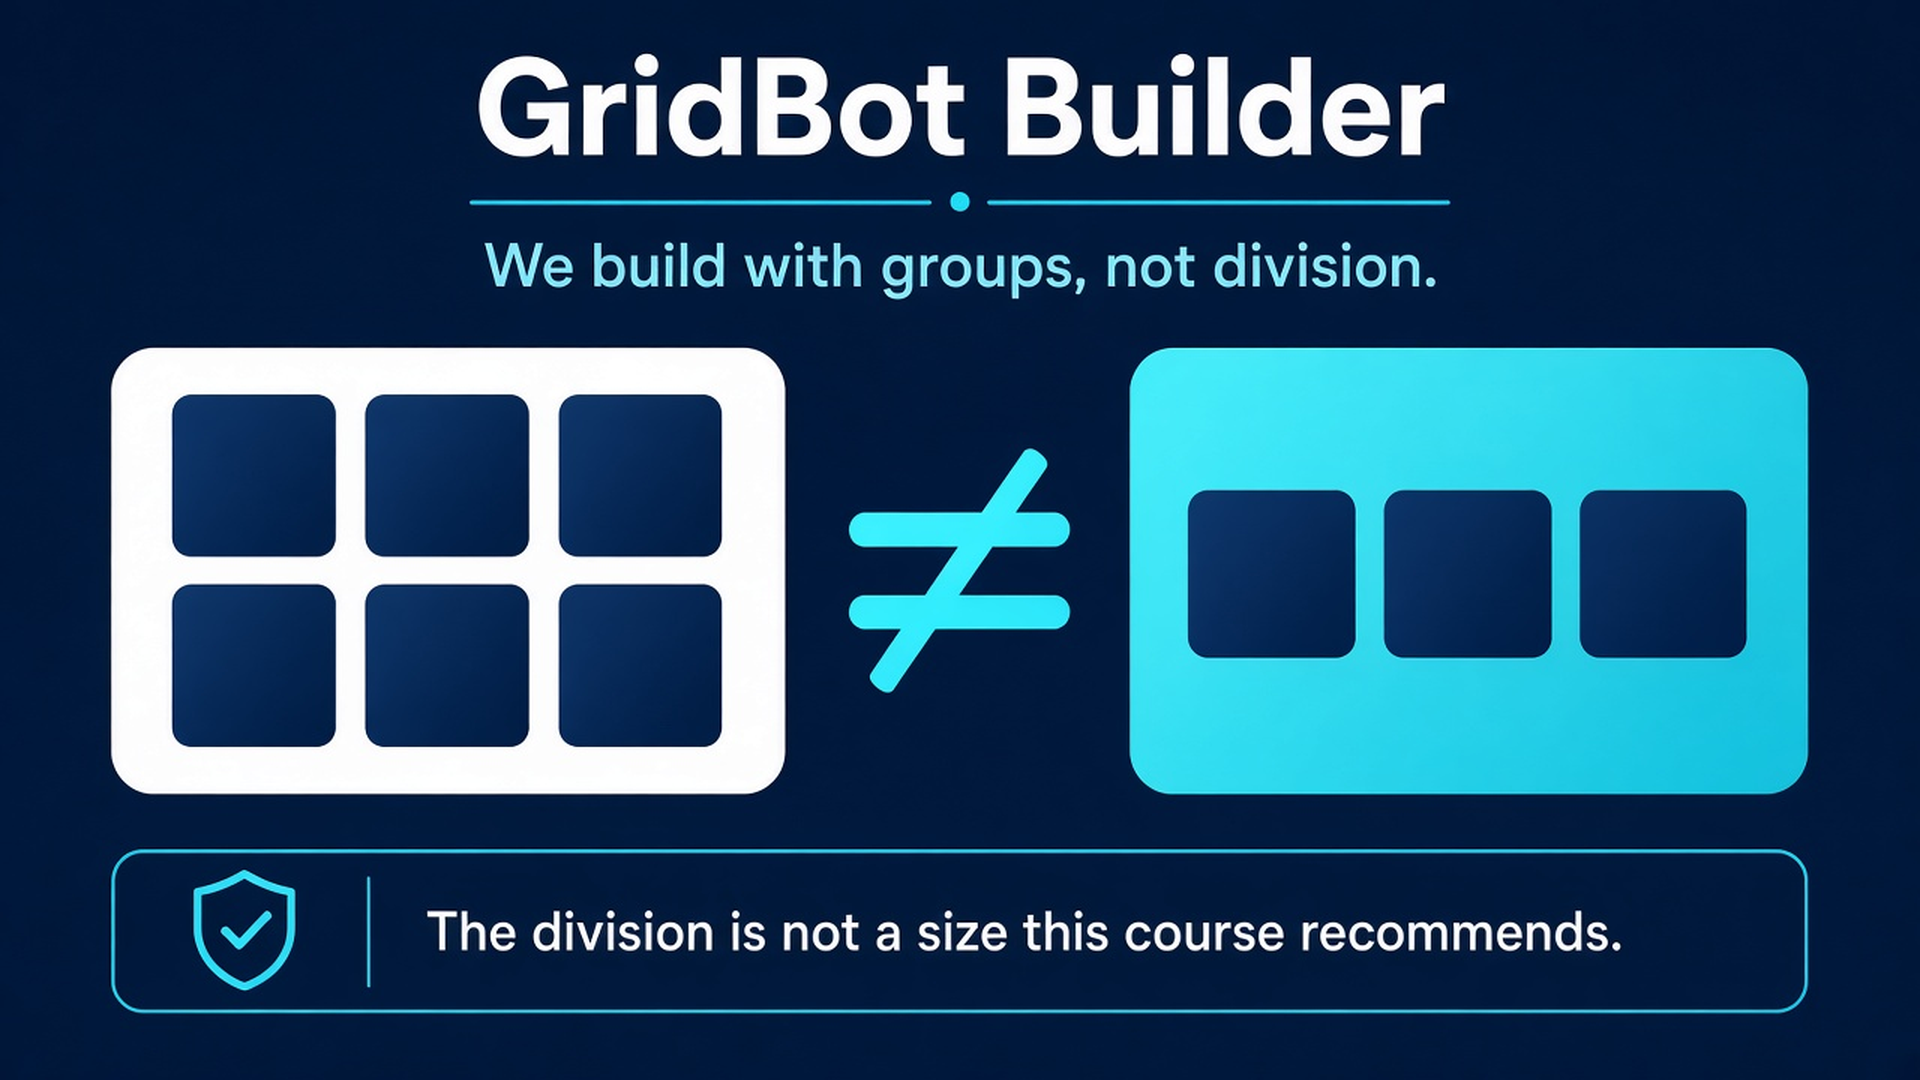 GridBot Builder
We build with groups, not division.
≠
The division is not a size this course recommends.